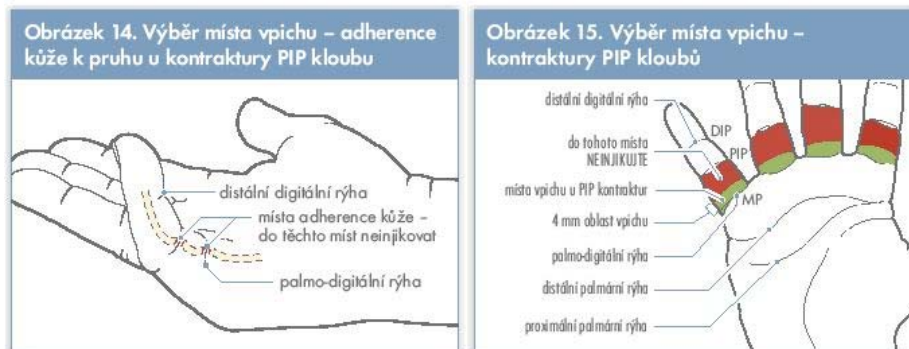 Obrázek 14. Výběr místa vpichu – adherence
kůže k pruhu u kontraktury PIP kloubu
distální digitální rýha
místa adherence kůže –
do těchto míst neinjikovat
palmo-digitální rýha
Obrázek 15. Výběr místa vpichu –
kontraktury PIP kloubů
distální digitální rýha
DIP
do tohoto místa
NEINJIKUJTE
PIP
místa vpichu u PIP kontraktur
MP
4 mm oblast vpichu
palmo-digitální rýha
distální palmární rýha
proximální palmární rýha